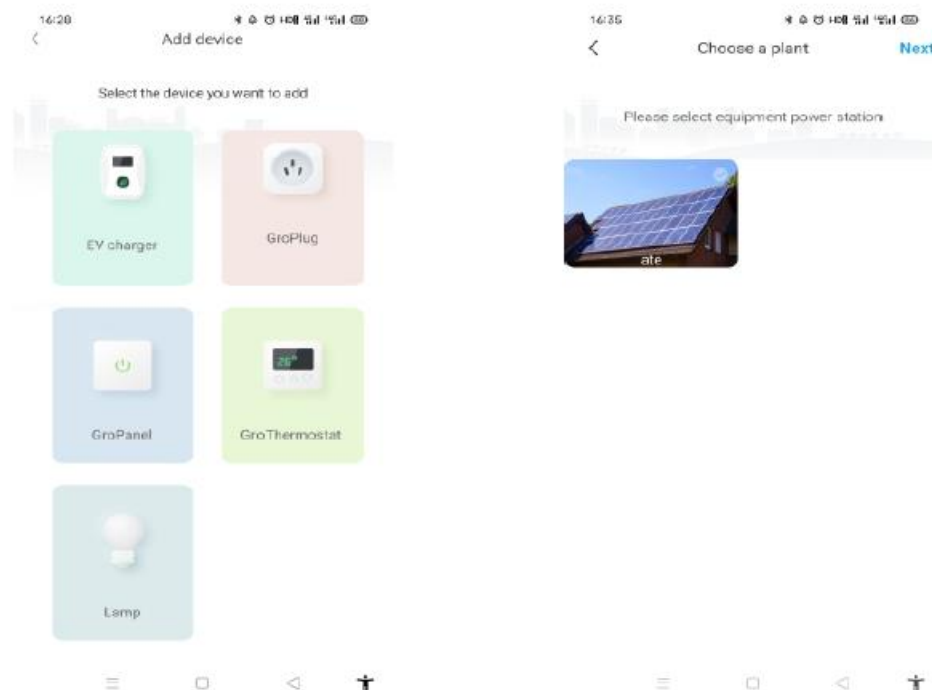 16:28
Add device
Select the device you want to add
EV charger
GroPlug
26°
GroPanel
GroThermostat
Lamp
16:35
Choose a plant
Next
Please select equipment power station
ate